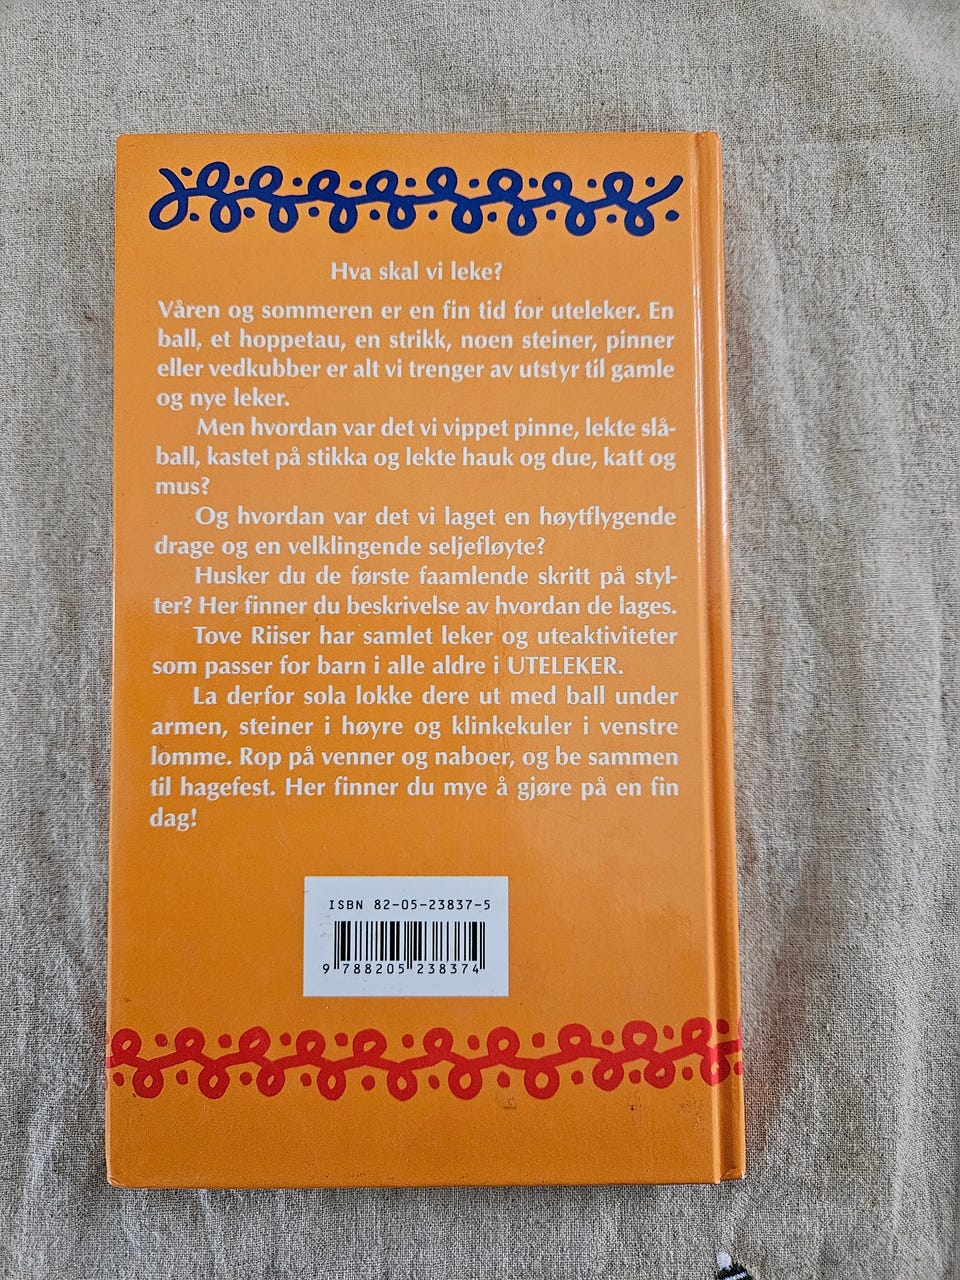 Hva skal vi leke?
Våren og sommeren er en fin tid for uteleker. En
ball, et hoppetau, en strikk, noen steiner, pinner
eller vedkubber er alt vi trenger av utstyr til gamle
og nye leker.
Men hvordan var det vi vippet pinne, lekte slå-
ball, kastet på stikka og lekte hauk og due, katt og
mus?
Og hvordan var det vi laget en høytflygende
drage og en velklingende seljefløyte?
Husker du de første faamlende skritt på styl-
ter? Her finner du beskrivelse av hvordan de lages.
Tove Riiser har samlet leker og uteaktiviteter
som passer for barn i alle aldre i UTELEKER.
La derfor sola lokke dere ut med ball under
armen, steiner i høyre og klinkekuler i venstre
lomme. Rop på venner og naboer, og be sammen
til hagefest. Her finner du mye å gjøre på en fin
dag!
ISBN 82-05-23837-5
9 788205 238374